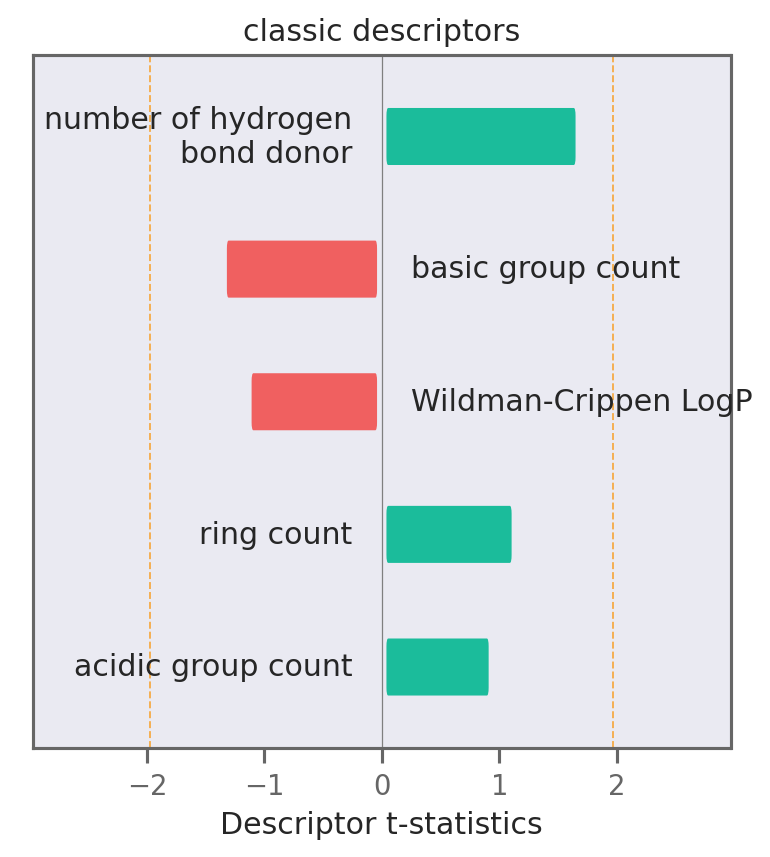 classic descriptors
number of hydrogen
bond donor
basic group count
Wildman-Crippen LogP
ring count
acidic group count
−2 −1 0 1 2
Descriptor t-statistics